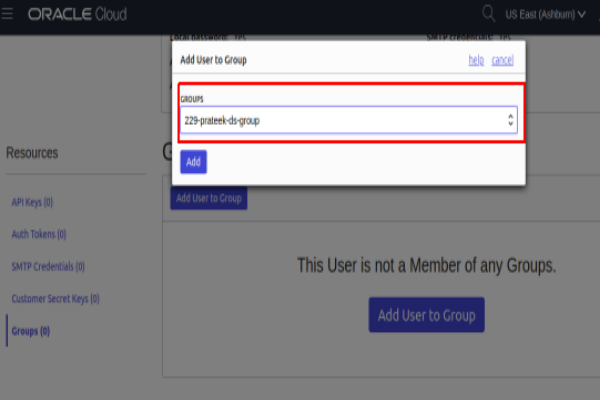 ORACLE Cloud
US East (Ashburn)
Local password: Yes
SMTP credentials: Yes
Add User to Group
help cancel
GROUPS
229-prateek-ds-group
Add
Resources
API Keys (0)
Auth Tokens (0)
SMTP Credentials (0)
Customer Secret Keys (0)
Groups (0)
Add User to Group
This User is not a Member of any Groups.
Add User to Group